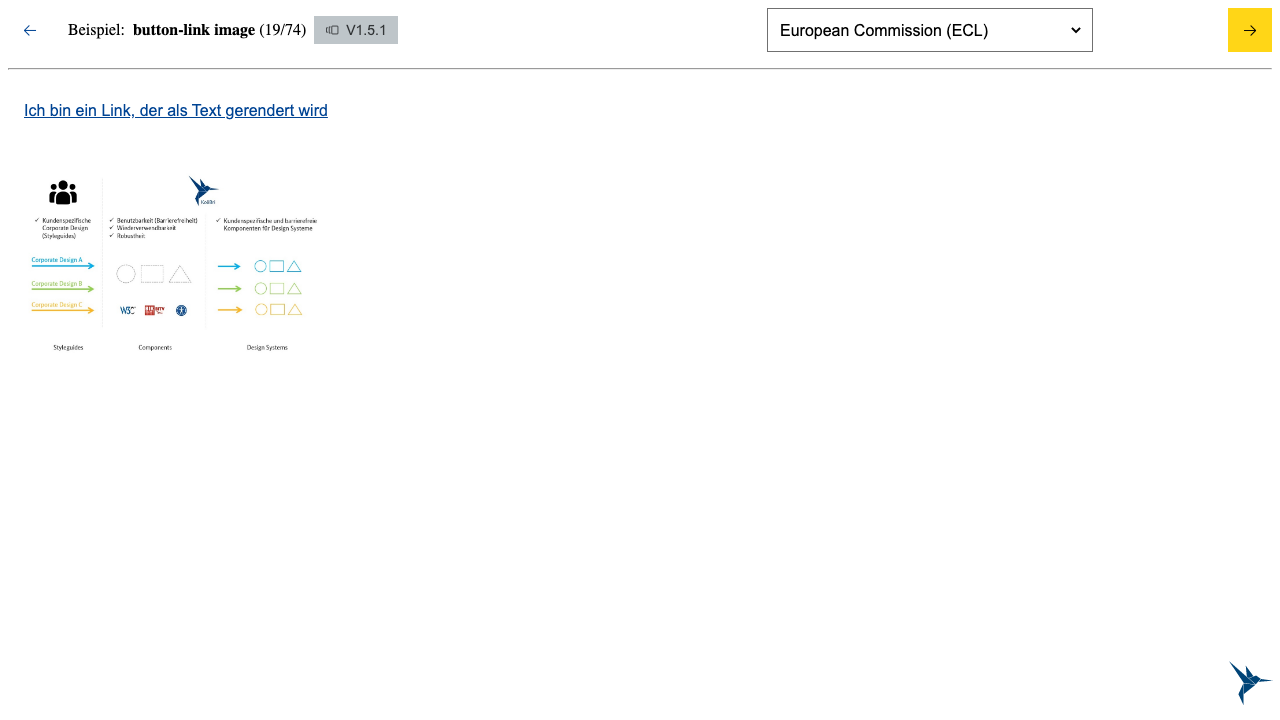 Beispiel: button-link image (19/74) V1.5.1
European Commission (ECL)
Ich bin ein Link, der als Text gerendert wird
KoliBri
✓ Kundenspezifische
Corporate Design
(Styleguides)
✓ Benutzbarkeit (Barrierefreiheit)
✓ Wiederverwendbarkeit
✓ Robustheit
✓ Kundenspezifische und barrierefreie
Komponenten für Design Systeme
Corporate Design A
Corporate Design B
Corporate Design C
W3C
Styleguides
Components
Design Systems